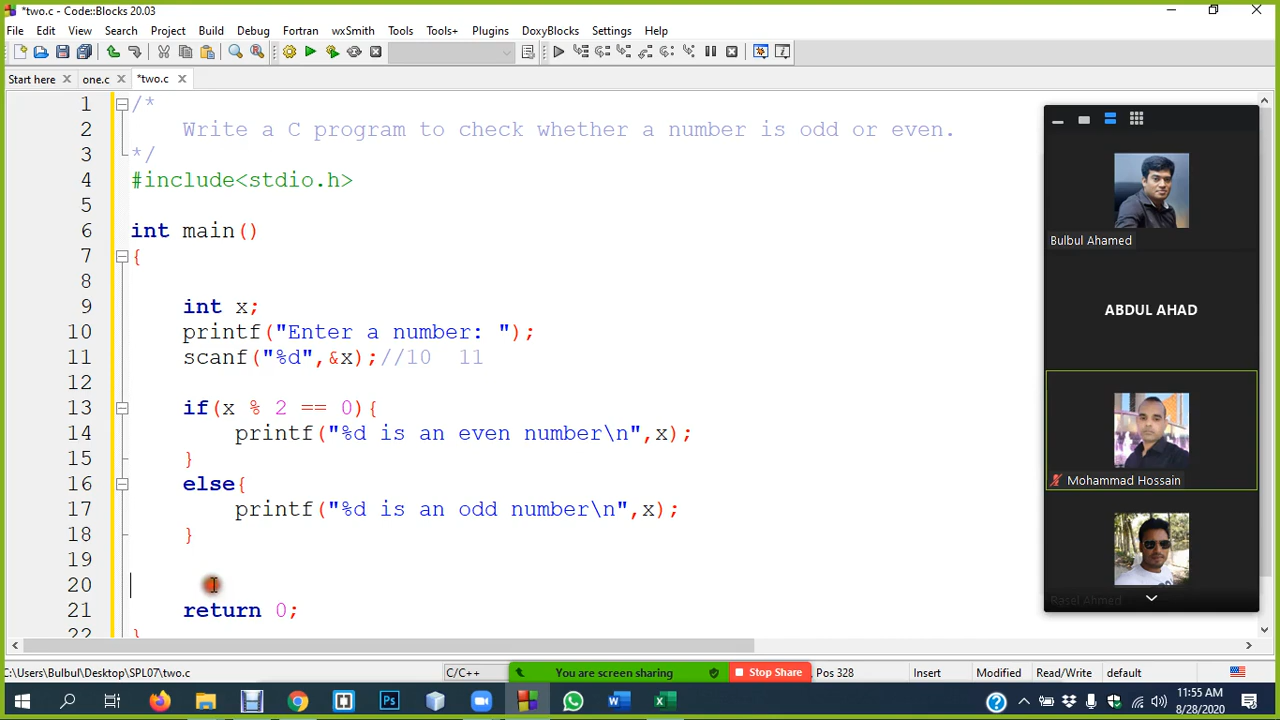 *two.c - Code::Blocks 20.03
File Edit View Search Project Build Debug Fortran wxSmith Tools Tools+ Plugins DoxyBlocks Settings Help
Start here one.c *two.c
1 /*
2 Write a C program to check whether a number is odd or even.
3 */
4 #include<stdio.h>
5
6 int main()
7 {
8
9 int x;
10 printf("Enter a number: ");
11 scanf("%d",&x);//10 11
12
13 if(x % 2 == 0){
14 printf("%d is an even number\n",x);
15 }
16 else{
17 printf("%d is an odd number\n",x);
18 }
19
20
21 return 0;
22 }
Bulbul Ahamed
ABDUL AHAD
Mohammad Hossain
Rasel Ahmed
C:\Users\Bulbul\Desktop\SPL07\two.c C/C++ You are screen sharing Stop Share Pos 328 Insert Modified Read/Write default
11:55 AM
8/28/2020